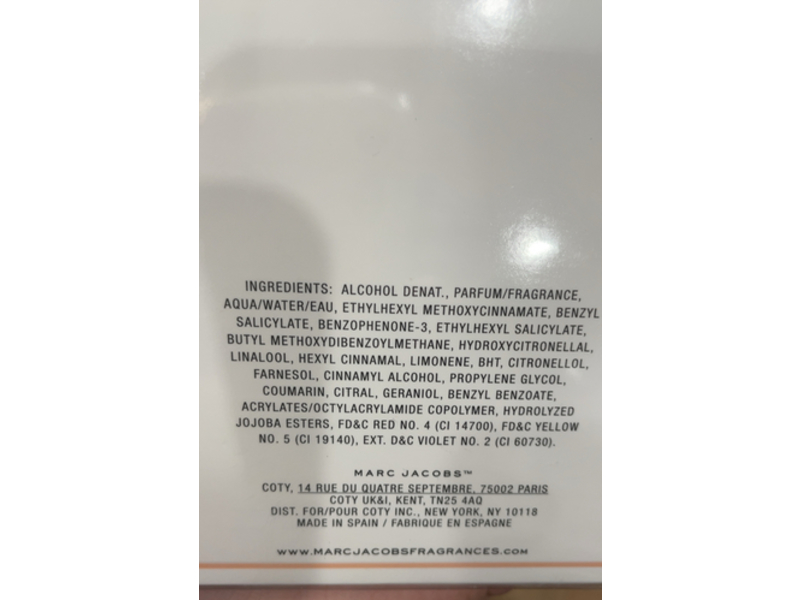 INGREDIENTS: ALCOHOL DENAT., PARFUM/FRAGRANCE,
AQUA/WATER/EAU, ETHYLHEXYL METHOXYCINNAMATE, BENZYL
SALICYLATE, BENZOPHENONE-3, ETHYLHEXYL SALICYLATE,
BUTYL METHOXYDIBENZOYLMETHANE, HYDROXYCITRONELLAL,
LINALOOL, HEXYL CINNAMAL, LIMONENE, BHT, CITRONELLOL,
FARNESOL, CINNAMYL ALCOHOL, PROPYLENE GLYCOL,
COUMARIN, CITRAL, GERANIOL, BENZYL BENZOATE,
ACRYLATES/OCTYLACRYLAMIDE COPOLYMER, HYDROLYZED
JOJOBA ESTERS, FD&C RED NO. 4 (CI 14700), FD&C YELLOW
NO. 5 (CI 19140), EXT. D&C VIOLET NO. 2 (CI 60730).
MARC JACOBS™
COTY, 14 RUE DU QUATRE SEPTEMBRE, 75002 PARIS
COTY UK&I, KENT, TN25 4AQ
DIST. FOR/POUR COTY INC., NEW YORK, NY 10118
MADE IN SPAIN / FABRIQUE EN ESPAGNE
WWW.MARCJACOBSFRAGRANCES.COM